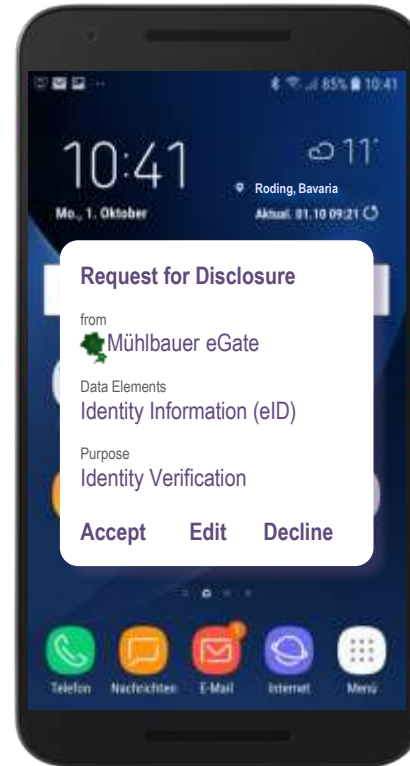 85% 10:41
10:41
11°
Roding, Bavaria
Mo., 1. Oktober
Aktual. 01.10 09:21
Request for Disclosure
from
Mühlbauer eGate
Data Elements
Identity Information (eID)
Purpose
Identity Verification
Accept Edit Decline
Telefon Nachrichten E-Mail Internet Menü